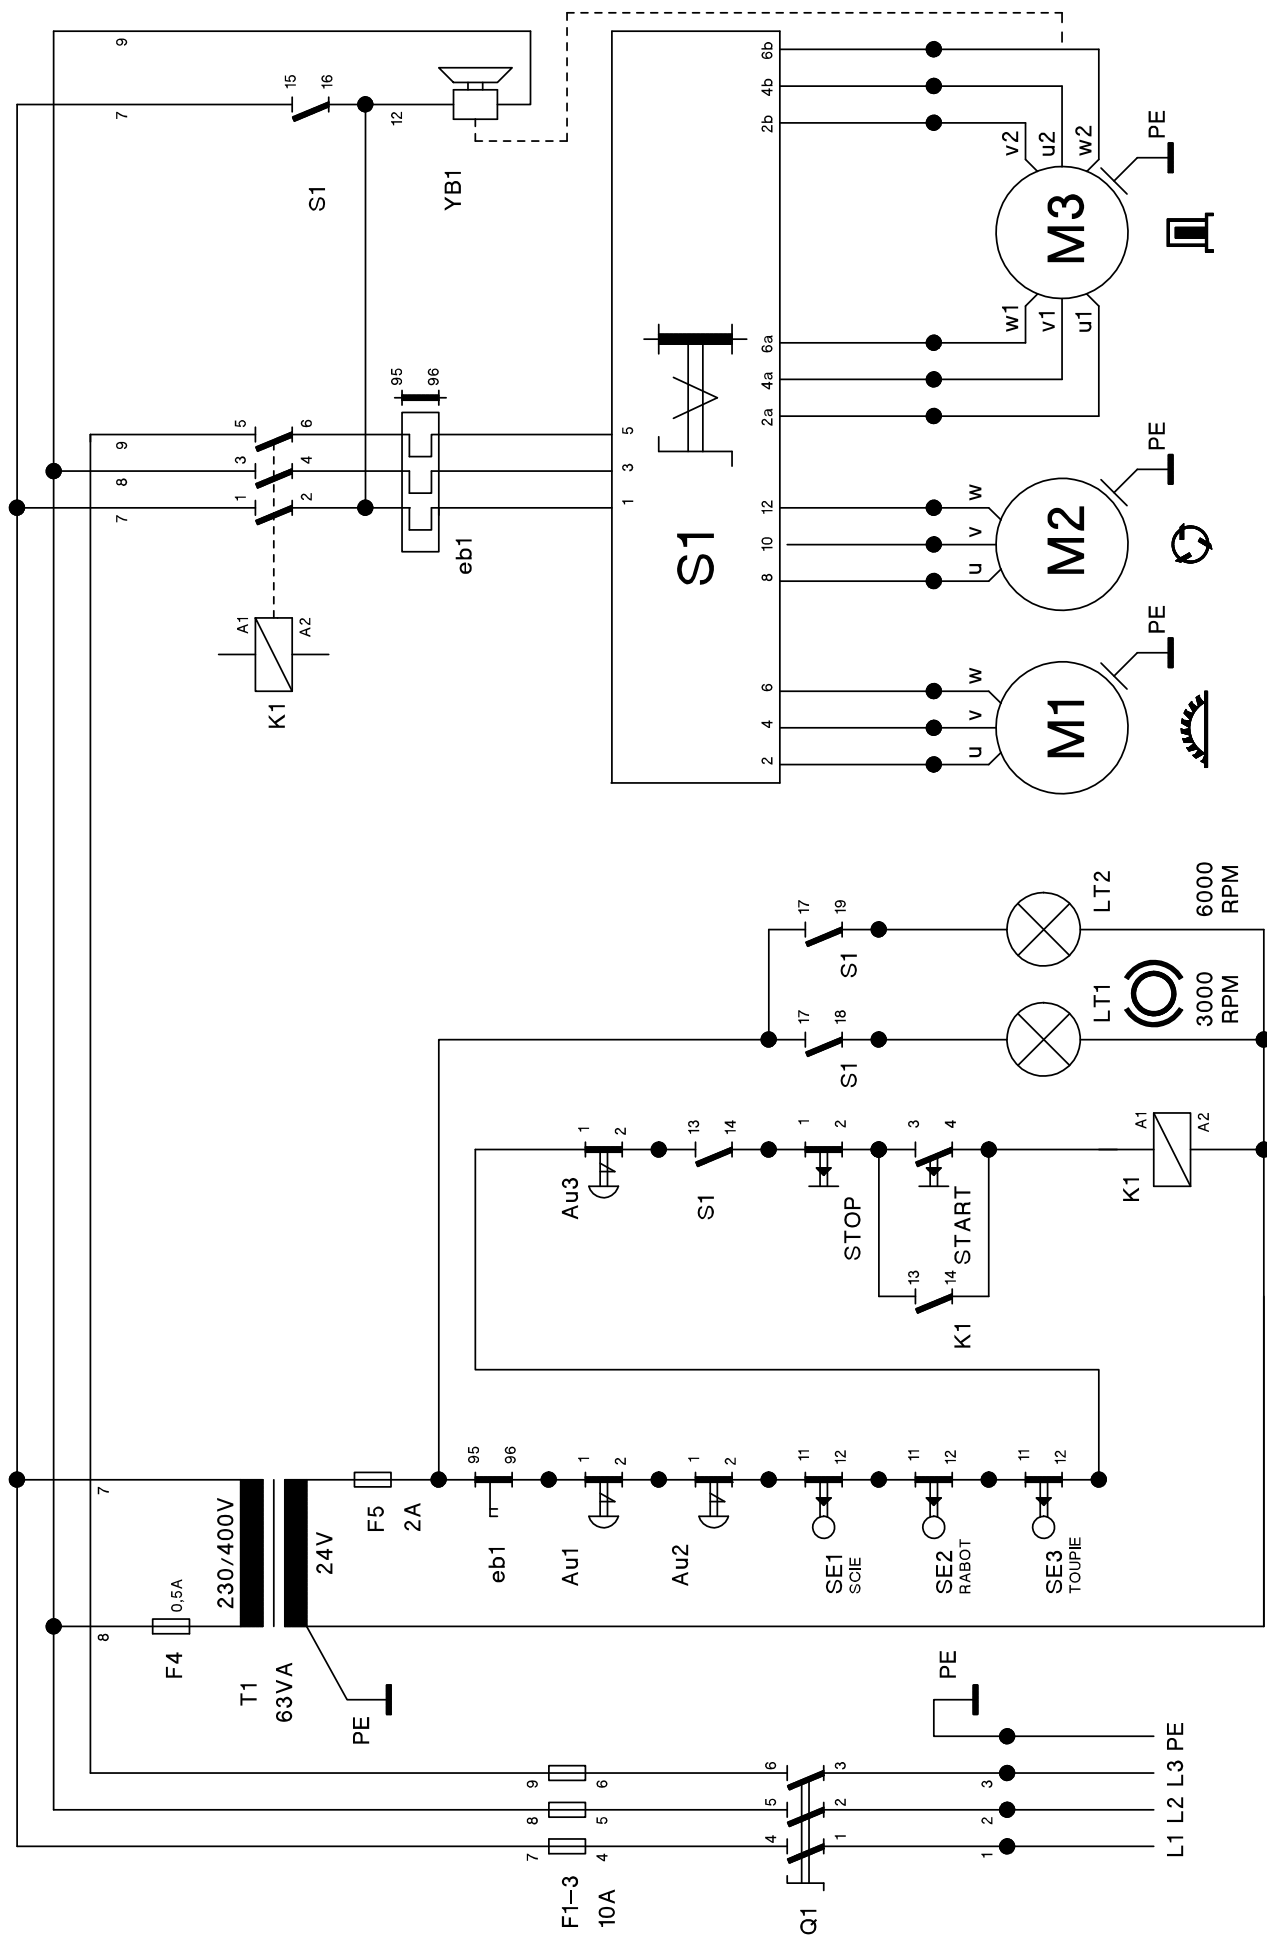 L1 L2 L3 PE
1
2
3
PE
Q1
1
2
3
4
5
6
F1-3
10A
4
5
6
7
8
9
F4
0,5A
8
7
T1
63VA
230/400V
24V
PE
F5
2A
eb1
95
96
Au1
1
2
Au2
1
2
SE1
SCIE
11
12
SE2
RABOT
11
12
SE3
TOUPIE
11
12
Au3
1
2
S1
13
14
STOP
1
2
START
3
4
K1
13
14
K1
A1
A2
S1
17
18
S1
17
19
LT1
3000
RPM
LT2
6000
RPM
K1
A1
A2
7
8
9
1
3
5
2
4
6
eb1
95
96
7
9
S1
15
16
12
YB1
S1
1
3
5
2
4
6
8
10
12
2a
4a
6a
2b
4b
6b
u
v
w
M1
PE
u
v
w
M2
PE
u1
v1
w1
M3
v2
u2
w2
PE